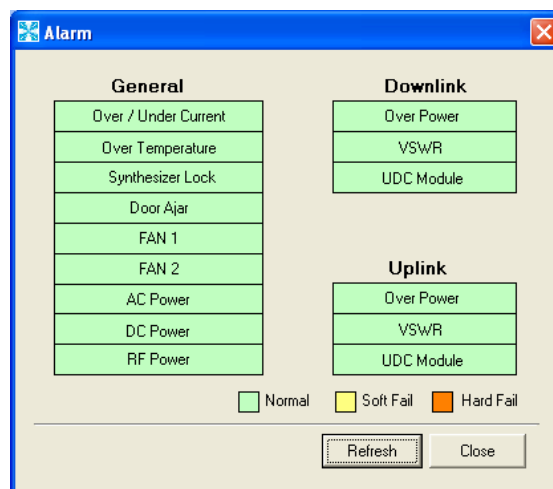 Alarm
General
Over / Under Current
Over Temperature
Synthesizer Lock
Door Ajar
FAN 1
FAN 2
AC Power
DC Power
RF Power
Downlink
Over Power
VSWR
UDC Module
Uplink
Over Power
VSWR
UDC Module
Normal
Soft Fail
Hard Fail
Refresh
Close